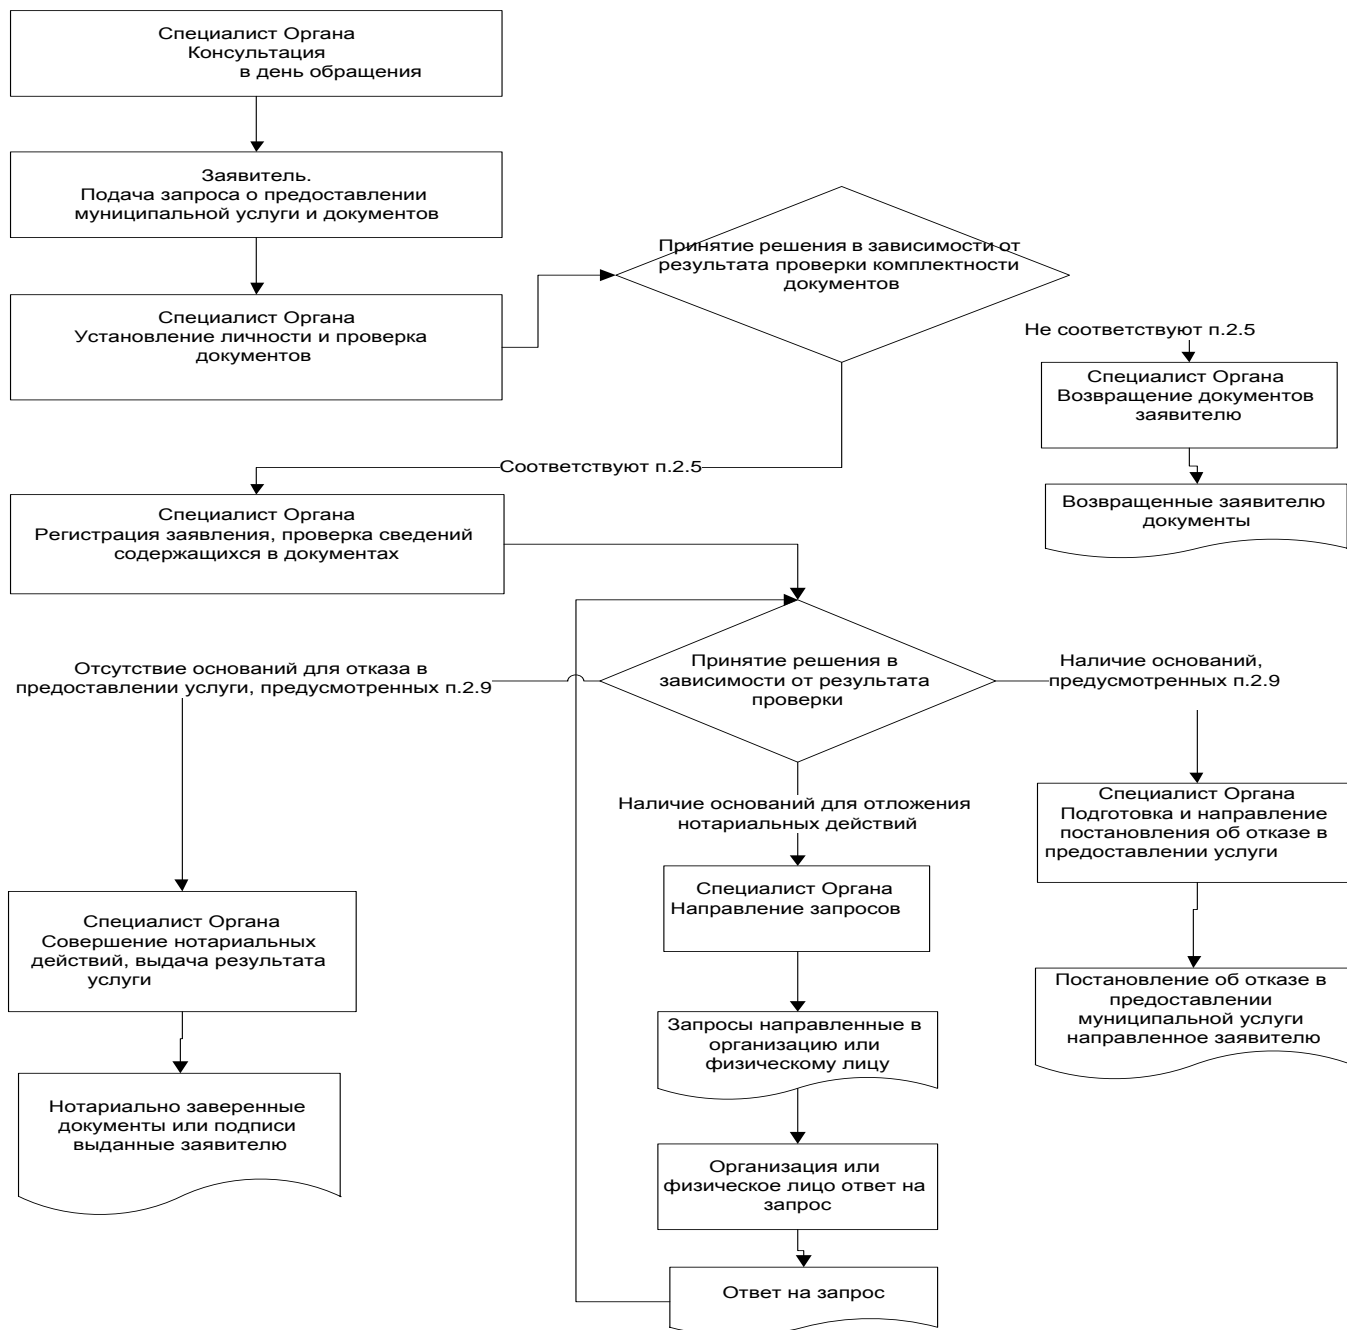 Специалист Органа
Консультация
в день обращения
Заявитель.
Подача запроса о предоставлении
муниципальной услуги и документов
Специалист Органа
Установление личности и проверка
документов
Принятие решения в зависимости от
результата проверки комплектности
документов
Не соответствуют п.2.5
Специалист Органа
Возвращение документов
заявителю
Возвращенные заявителю
документы
Соответствуют п.2.5
Специалист Органа
Регистрация заявления, проверка сведений
содержащихся в документах
Принятие решения в
зависимости от результата
проверки
Отсутствие оснований для отказа в
предоставлении услуги, предусмотренных п.2.9
Наличие оснований,
предусмотренных п.2.9
Наличие оснований для отложения
нотариальных действий
Специалист Органа
Подготовка и направление
постановления об отказе в
предоставлении услуги
Специалист Органа
Направление запросов
Специалист Органа
Совершение нотариальных
действий, выдача результата
услуги
Постановление об отказе в
предоставлении
муниципальной услуги
направленное заявителю
Запросы направленные в
организацию или
физическому лицу
Нотариально заверенные
документы или подписи
выданные заявителю
Организация или
физическое лицо ответ на
запрос
Ответ на запрос